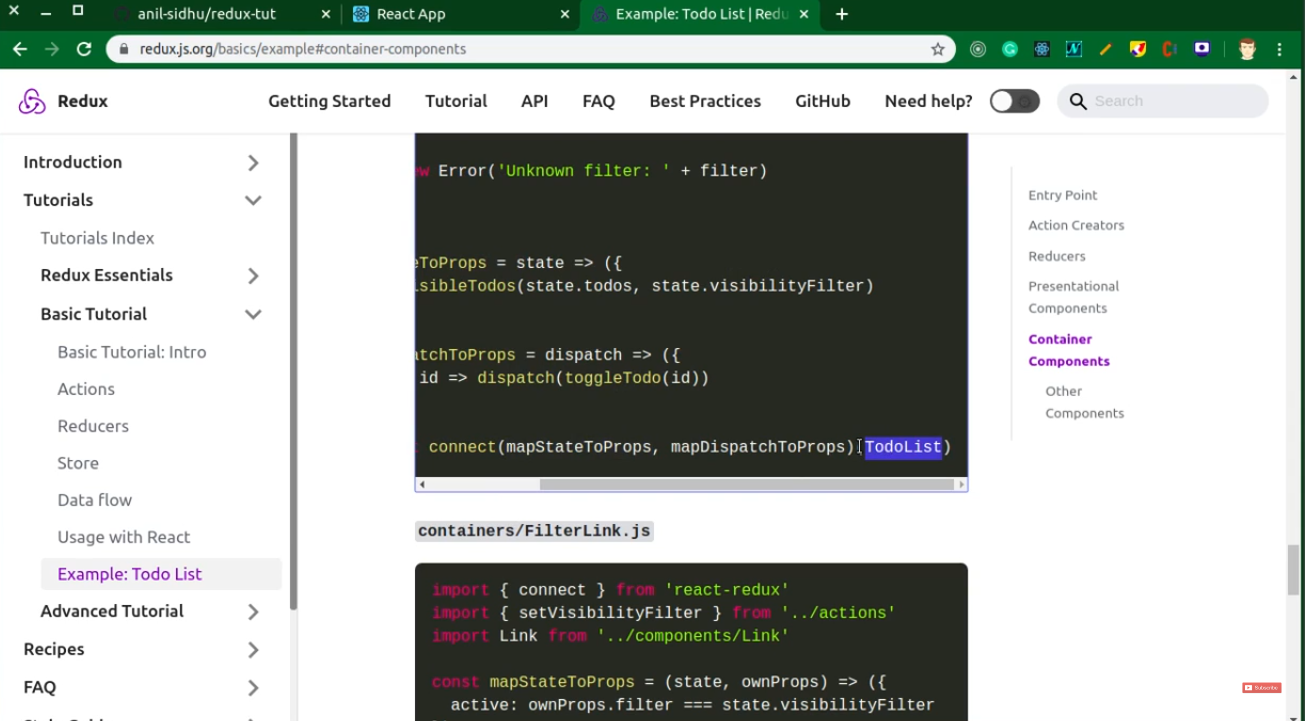 anil-sidhu/redux-tut
React App
Example: Todo List | Redu
redux.js.org/basics/example#container-components
Redux
Getting Started
Tutorial
API
FAQ
Best Practices
GitHub
Need help?
Search
Introduction
Tutorials
Tutorials Index
Redux Essentials
Basic Tutorial
Basic Tutorial: Intro
Actions
Reducers
Store
Data flow
Usage with React
Example: Todo List
Advanced Tutorial
Recipes
FAQ
w Error('Unknown filter: ' + filter)
eToProps = state => ({
isibleTodos(state.todos, state.visibilityFilter)
atchToProps = dispatch => ({
id => dispatch(toggleTodo(id))
connect(mapStateToProps, mapDispatchToProps)(TodoList)
containers/FilterLink.js
import { connect } from 'react-redux'
import { setVisibilityFilter } from '../actions'
import Link from '../components/Link'
const mapStateToProps = (state, ownProps) => ({
active: ownProps.filter === state.visibilityFilter
Entry Point
Action Creators
Reducers
Presentational
Components
Container
Components
Other
Components
Subscribe